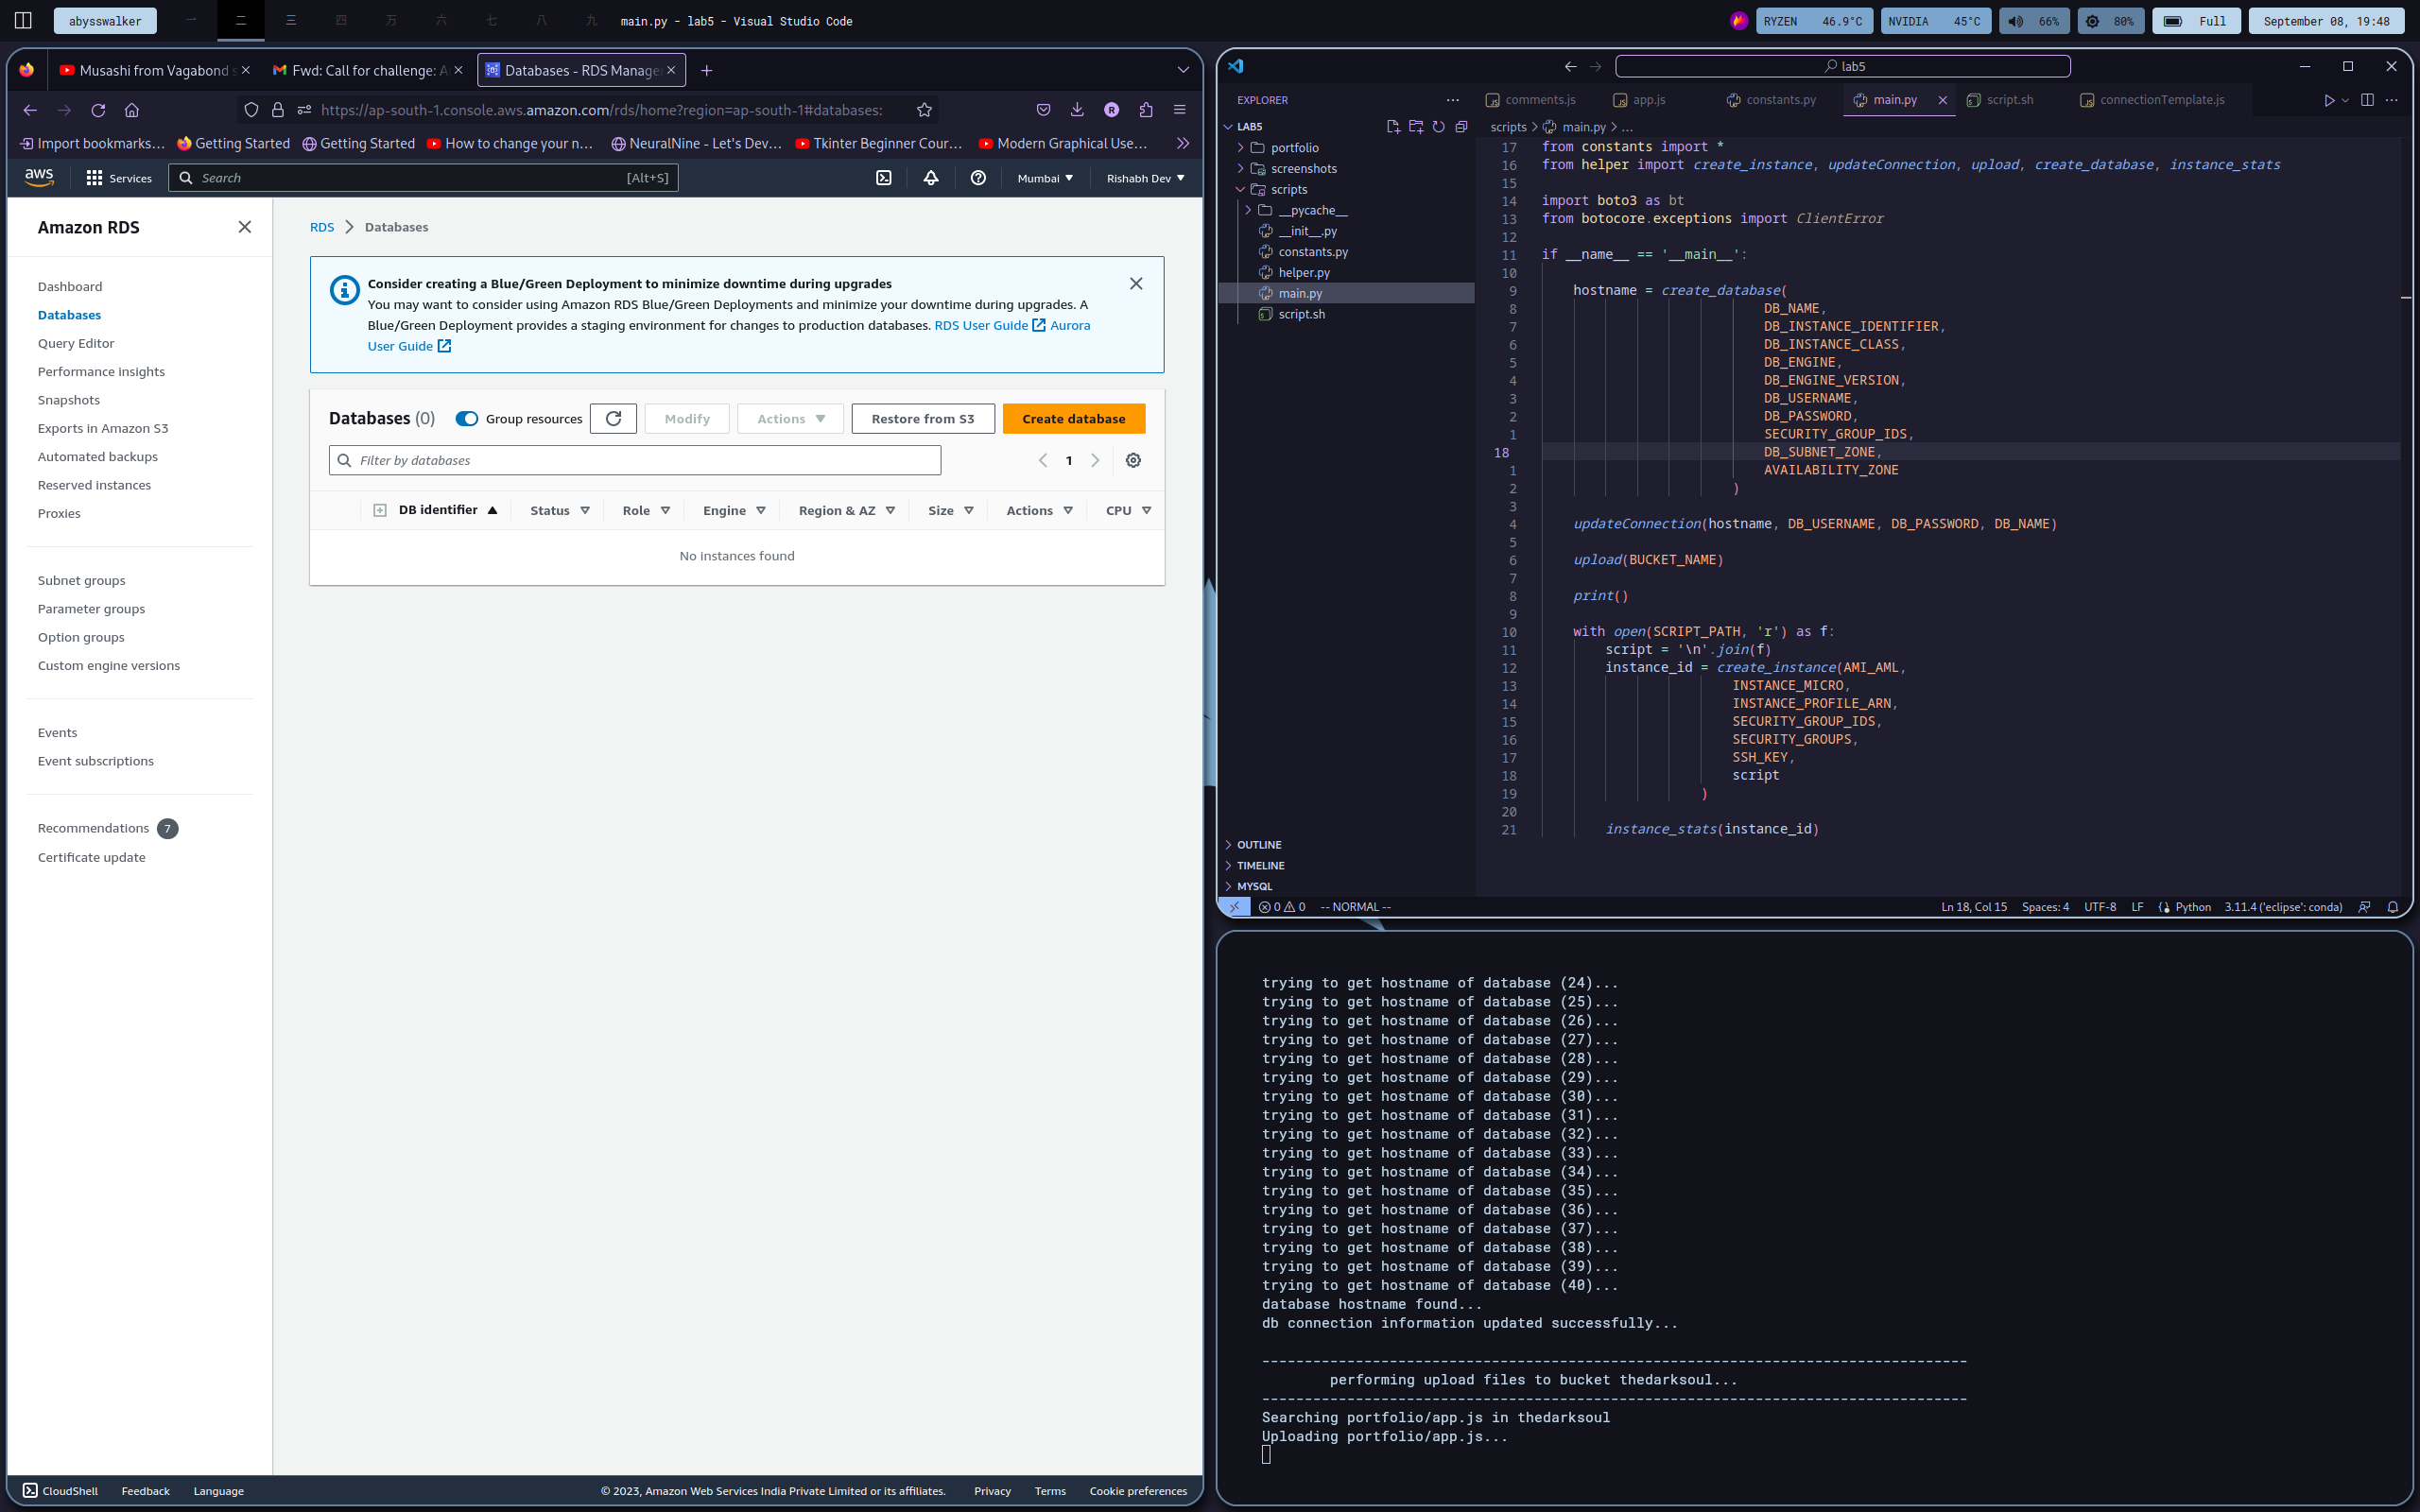 abysswalker
一 二 三 四 万 六 七 八 九
main.py - lab5 - Visual Studio Code
RYZEN 46.9°C
NVIDIA 45°C
66%
80%
Full
September 08, 19:48
Musashi from Vagabond s
Fwd: Call for challenge: A
Databases - RDS Manage
https://ap-south-1.console.aws.amazon.com/rds/home?region=ap-south-1#databases:
Import bookmarks… Getting Started Getting Started How to change your n… NeuralNine - Let's Dev… Tkinter Beginner Cour… Modern Graphical Use…
aws Services Search [Alt+S] Mumbai Rishabh Dev
Amazon RDS
Dashboard
Databases
Query Editor
Performance insights
Snapshots
Exports in Amazon S3
Automated backups
Reserved instances
Proxies
Subnet groups
Parameter groups
Option groups
Custom engine versions
Events
Event subscriptions
Recommendations 7
Certificate update
RDS > Databases
Consider creating a Blue/Green Deployment to minimize downtime during upgrades
You may want to consider using Amazon RDS Blue/Green Deployments and minimize your downtime during upgrades. A
Blue/Green Deployment provides a staging environment for changes to production databases. RDS User Guide Aurora
User Guide
Databases (0) Group resources Modify Actions Restore from S3 Create database
Filter by databases 1
DB identifier Status Role Engine Region & AZ Size Actions CPU
No instances found
CloudShell Feedback Language © 2023, Amazon Web Services India Private Limited or its affiliates. Privacy Terms Cookie preferences
lab5
EXPLORER
LAB5
portfolio
screenshots
scripts
__pycache__
__init__.py
constants.py
helper.py
main.py
script.sh
OUTLINE
TIMELINE
MYSQL
comments.js app.js constants.py main.py script.sh connectionTemplate.js
scripts > main.py > …
17 from constants import *
16 from helper import create_instance, updateConnection, upload, create_database, instance_stats
15
14 import boto3 as bt
13 from botocore.exceptions import ClientError
12
11 if __name__ == '__main__':
10
9 hostname = create_database(
8 DB_NAME,
7 DB_INSTANCE_IDENTIFIER,
6 DB_INSTANCE_CLASS,
5 DB_ENGINE,
4 DB_ENGINE_VERSION,
3 DB_USERNAME,
2 DB_PASSWORD,
1 SECURITY_GROUP_IDS,
18 DB_SUBNET_ZONE,
1 AVAILABILITY_ZONE
2 )
3
4 updateConnection(hostname, DB_USERNAME, DB_PASSWORD, DB_NAME)
5
6 upload(BUCKET_NAME)
7
8 print()
9
10 with open(SCRIPT_PATH, 'r') as f:
11 script = '\n'.join(f)
12 instance_id = create_instance(AMI_AML,
13 INSTANCE_MICRO,
14 INSTANCE_PROFILE_ARN,
15 SECURITY_GROUP_IDS,
16 SECURITY_GROUPS,
17 SSH_KEY,
18 script
19 )
20
21 instance_stats(instance_id)
0 0 -- NORMAL -- Ln 18, Col 15 Spaces: 4 UTF-8 LF Python 3.11.4 ('eclipse': conda)
trying to get hostname of database (24)...
trying to get hostname of database (25)...
trying to get hostname of database (26)...
trying to get hostname of database (27)...
trying to get hostname of database (28)...
trying to get hostname of database (29)...
trying to get hostname of database (30)...
trying to get hostname of database (31)...
trying to get hostname of database (32)...
trying to get hostname of database (33)...
trying to get hostname of database (34)...
trying to get hostname of database (35)...
trying to get hostname of database (36)...
trying to get hostname of database (37)...
trying to get hostname of database (38)...
trying to get hostname of database (39)...
trying to get hostname of database (40)...
database hostname found...
db connection information updated successfully...
-----------------------------------------------------------------------------------
performing upload files to bucket thedarksoul...
-----------------------------------------------------------------------------------
Searching portfolio/app.js in thedarksoul
Uploading portfolio/app.js...